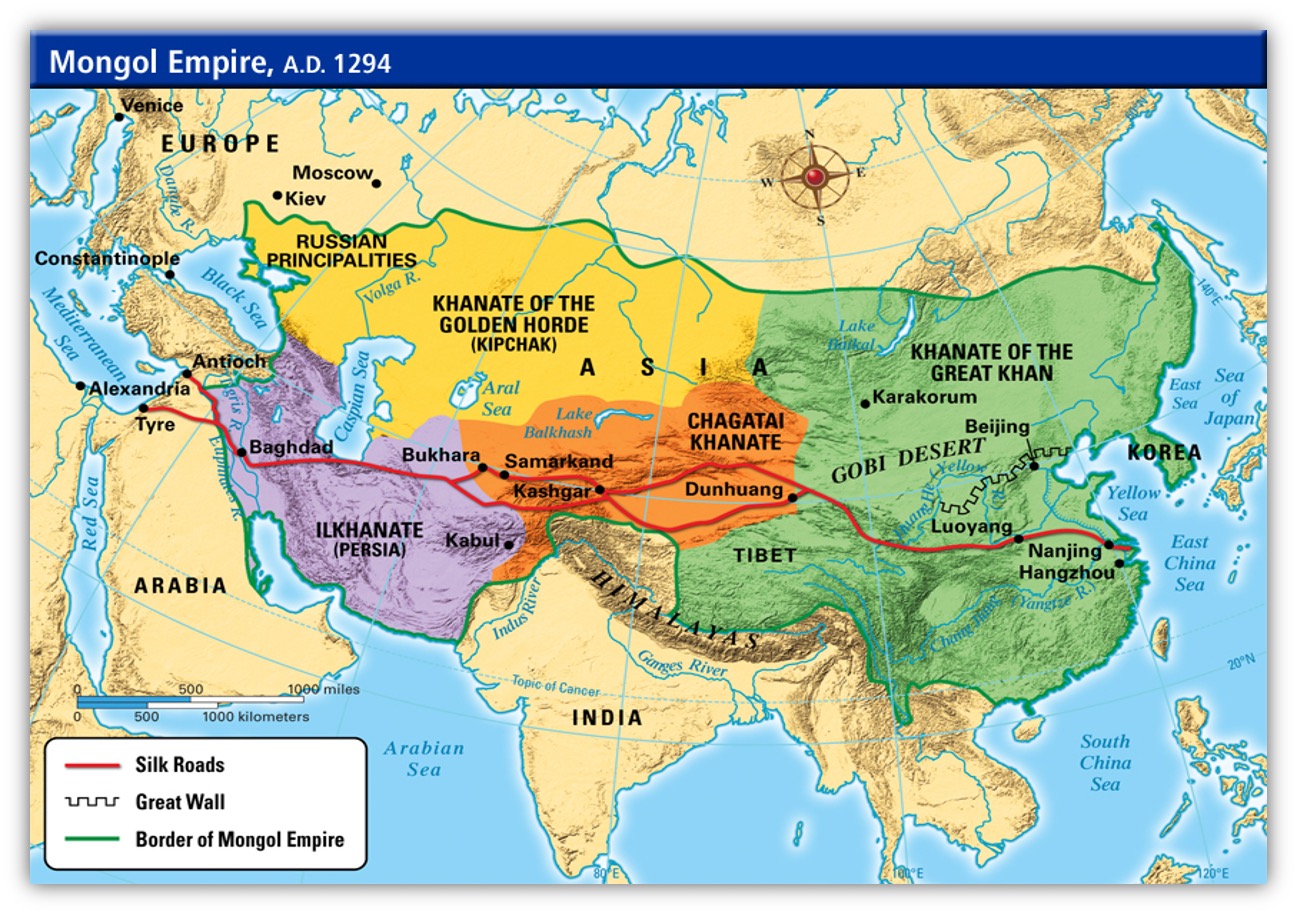 Mongol Empire, A.D. 1294
Venice
EUROPE
Moscow
Kiev
Danube R.
N
W
E
S
RUSSIAN
PRINCIPALITIES
Constantinople
Black Sea
Volga R.
KHANATE OF THE
GOLDEN HORDE
(KIPCHAK)
140°E
Mediterranean
Sea
Lake
Baikal
KHANATE OF THE
GREAT KHAN
ASIA
Antioch
Caspian Sea
Aral
Sea
Alexandria
Tyre
Karakorum
East
Sea
Sea
of
Japan
Lake
Balkhash
CHAGATAI
KHANATE
Beijing
Baghdad
Bukhara
Samarkand
GOBI DESERT
KOREA
Kashgar
Dunhuang
Yellow
Euphrates R.
Yellow
Sea
Red Sea
Luoyang
ILKHANATE
(PERSIA)
Kabul
TIBET
Nanjing
Hangzhou
East
China
Sea
ARABIA
HIMALAYAS
Indus River
Chang Jiang (Yangtze R.)
Ganges River
20°N
0 500 1000 miles
0 500 1000 kilometers
Topic of Cancer
INDIA
Arabian
Sea
South
China
Sea
Silk Roads
Great Wall
Border of Mongol Empire
80°E
100°E
120°E